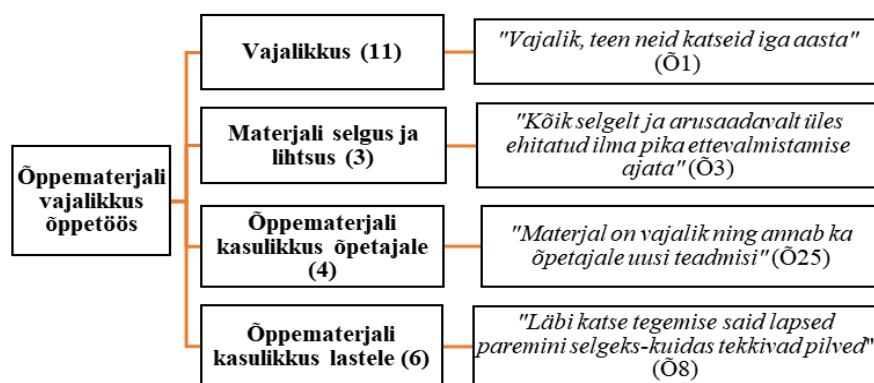 Õppematerjali
vajalikkus
õppetöös
Vajalikkus (11)
"Vajalik, teen neid katseid iga aasta"
(Õ1)
Materjali selgus ja
lihtsus (3)
"Kõik selgelt ja arusaadavalt üles
ehitatud ilma pika ettevalmistamise
ajata" (Õ3)
Õppematerjali
kasulikkus õpetajale
(4)
"Materjal on vajalik ning annab ka
õpetajale uusi teadmisi" (Õ25)
Õppematerjali
kasulikkus lastele (6)
"Läbi katse tegemise said lapsed
paremini selgeks-kuidas tekkivad pilved"
(Õ8)